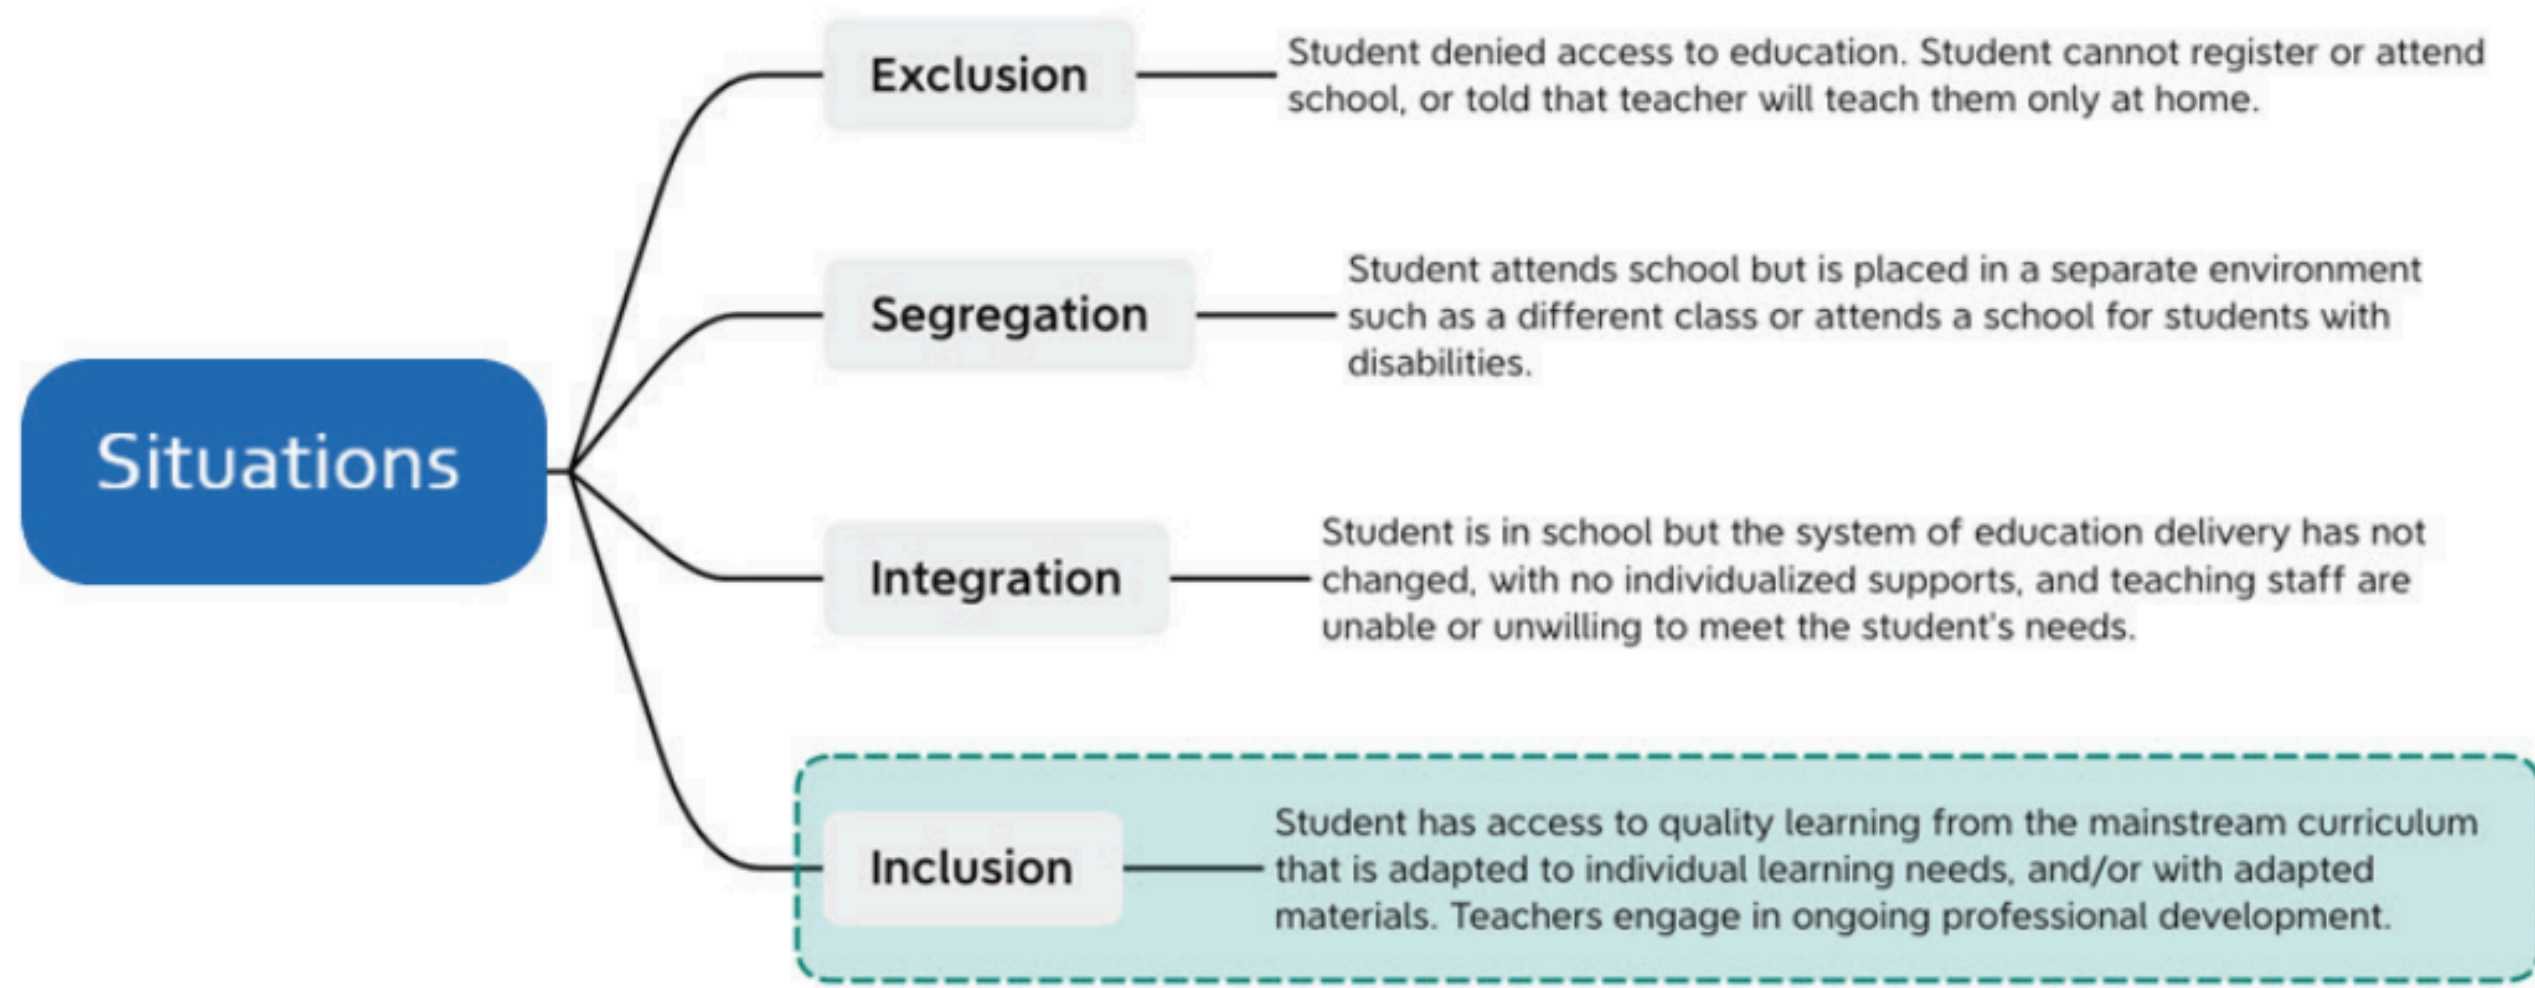 Situations
Exclusion
Student denied access to education. Student cannot register or attend
school, or told that teacher will teach them only at home.
Segregation
Student attends school but is placed in a separate environment
such as a different class or attends a school for students with
disabilities.
Integration
Student is in school but the system of education delivery has not
changed, with no individualized supports, and teaching staff are
unable or unwilling to meet the student's needs.
Inclusion
Student has access to quality learning from the mainstream curriculum
that is adapted to individual learning needs, and/or with adapted
materials. Teachers engage in ongoing professional development.